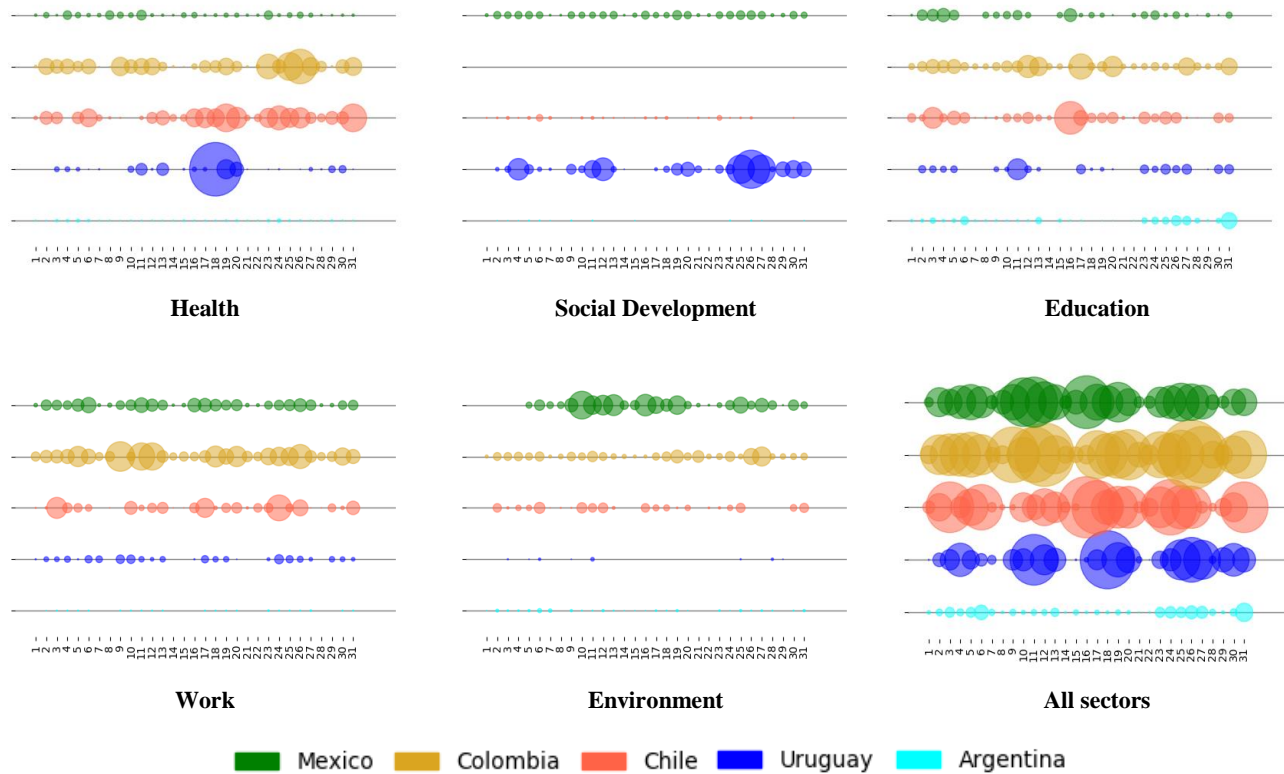 1 2 3 4 5 6 7 8 9 10 11 12 13 14 15 16 17 18 19 20 21 22 23 24 25 26 27 28 29 30 31
1 2 3 4 5 6 7 8 9 10 11 12 13 14 15 16 17 18 19 20 21 22 23 24 25 26 27 28 29 30 31
1 2 3 4 5 6 7 8 9 10 11 12 13 14 15 16 17 18 19 20 21 22 23 24 25 26 27 28 29 30 31
Health
Social Development
Education
1 2 3 4 5 6 7 8 9 10 11 12 13 14 15 16 17 18 19 20 21 22 23 24 25 26 27 28 29 30 31
1 2 3 4 5 6 7 8 9 10 11 12 13 14 15 16 17 18 19 20 21 22 23 24 25 26 27 28 29 30 31
1 2 3 4 5 6 7 8 9 10 11 12 13 14 15 16 17 18 19 20 21 22 23 24 25 26 27 28 29 30 31
Work
Environment
All sectors
Mexico Colombia Chile Uruguay Argentina